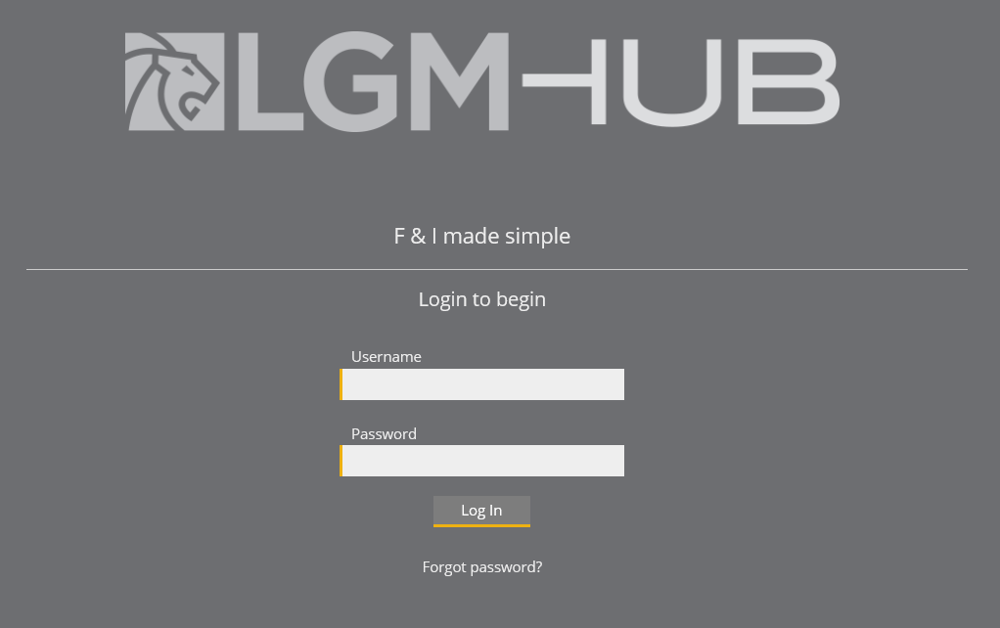 LGM HUB
F & I made simple
Login to begin
Username
Password
Log In
Forgot password?